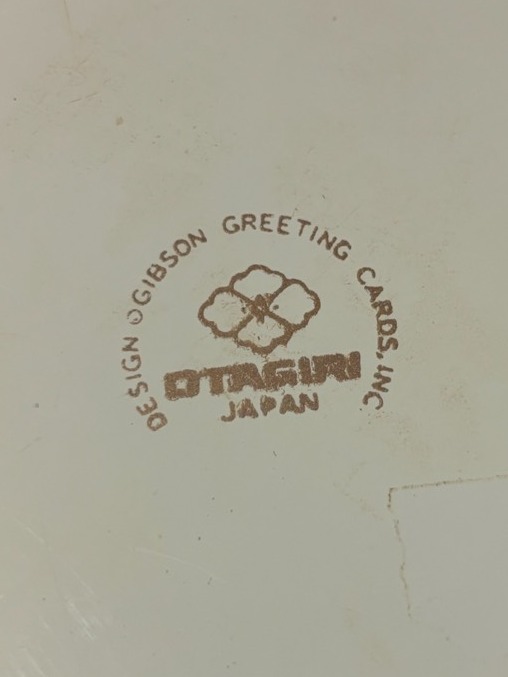 DESIGN © GIBSON GREETING CARDS, INC
OTAGIRI
JAPAN